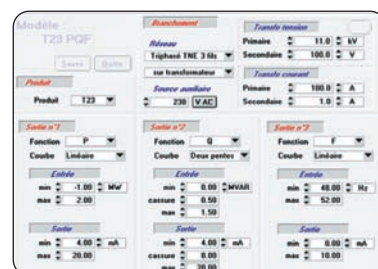 Modèle :
T23 PQF
Produit
Produit T23
Branchement
Réseau
Triphasé TNE 3 fils
sur transformateur
Source auxiliaire
230 V AC
Transfo tension
Primaire 11.0 kV
Secondaire 100.0 V
Transfo courant
Primaire 100.0 A
Secondaire 1.0 A
Sortie n°1
Fonction P
Courbe Linéaire
Entrée
min -1.00 MW
max 2.00
Sortie
min 4.00 mA
max 20.00
Sortie n°2
Fonction Q
Courbe Deux pentes
Entrée
min 0.00 MVAR
cassure 0.50
max 1.50
Sortie
min 4.00 mA
cassure 8.00
max 20.00
Sortie n°3
Fonction F
Courbe Linéaire
Entrée
min 48.00 Hz
max 52.00
Sortie
min 0.00 mA
max 10.00